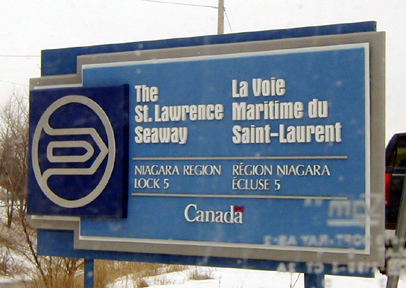 The
St. Lawrence
Seaway
La Voie
Maritime du
Saint-Laurent
NIAGARA REGION
LOCK 5
RÉGION NIAGARA
ÉCLUSE 5
Canada